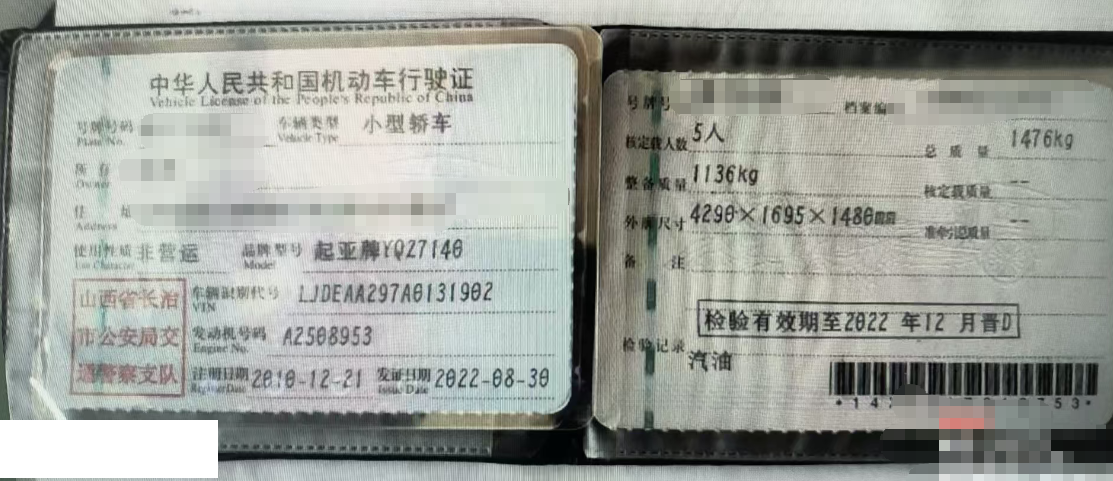 中华人民共和国机动车行驶证
Vehicle License of the People's Republic of China
号牌号码
Plate No.
车辆类型 小型轿车
Vehicle Type
所有
Owner
住 址
Address
使用性质 非营运
Use Character
品牌型号 起亚牌YQZ7140
Model
山西省长治
市公安局交
通警察支队
车辆识别代号 LJDEAA297A0131902
VIN
发动机号码 A2508953
Engine No.
注册日期 2010-12-21
Register Date
发证日期 2022-08-30
Issue Date
号牌号
档案编
核定载人数 5人
总质量 1476kg
整备质量 1136kg
核定载质量 --
外廓尺寸 4290×1695×1480mm
准牵引总质量 --
备 注
检验有效期至2022 年12 月晋D
检验记录
汽油